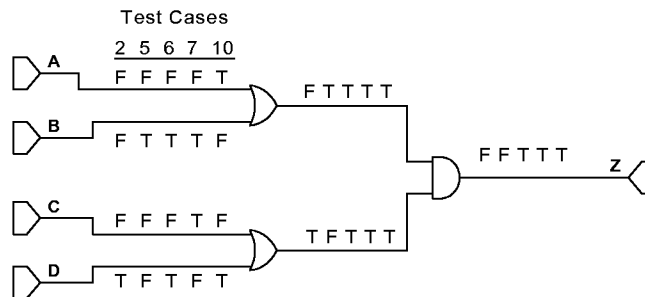 Test Cases
2 5 6 7 10
A
F F F F T
B
F T T T F
F T T T T
F F T T T
Z
C
F F F T F
D
T F T F T
T F T T T